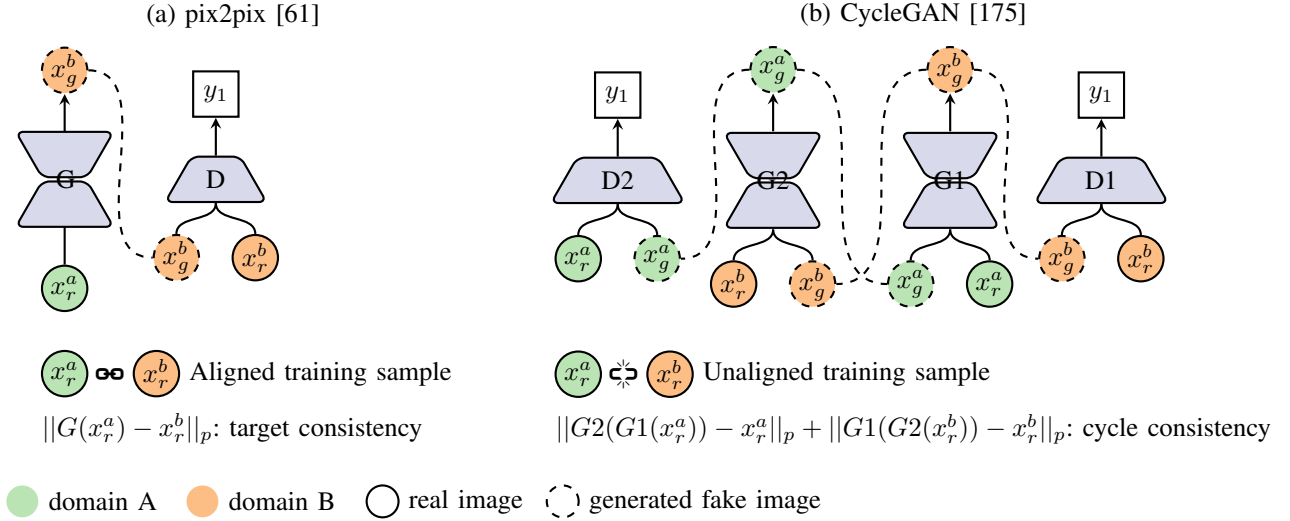 (a) pix2pix [61]
(b) CycleGAN [175]
x_g^b
y_1
G
D
x_g^b
x_r^b
x_r^a
x_g^a
x_g^b
y_1
y_1
D2
G2
G1
D1
x_r^a
x_g^a
x_r^b
x_g^b
x_g^a
x_r^a
x_g^b
x_r^b
x_r^a x_r^b Aligned training sample
||G(x_r^a) − x_r^b||_p: target consistency
x_r^a x_r^b Unaligned training sample
||G2(G1(x_r^a)) − x_r^a||_p + ||G1(G2(x_r^b)) − x_r^b||_p: cycle consistency
domain A domain B real image generated fake image